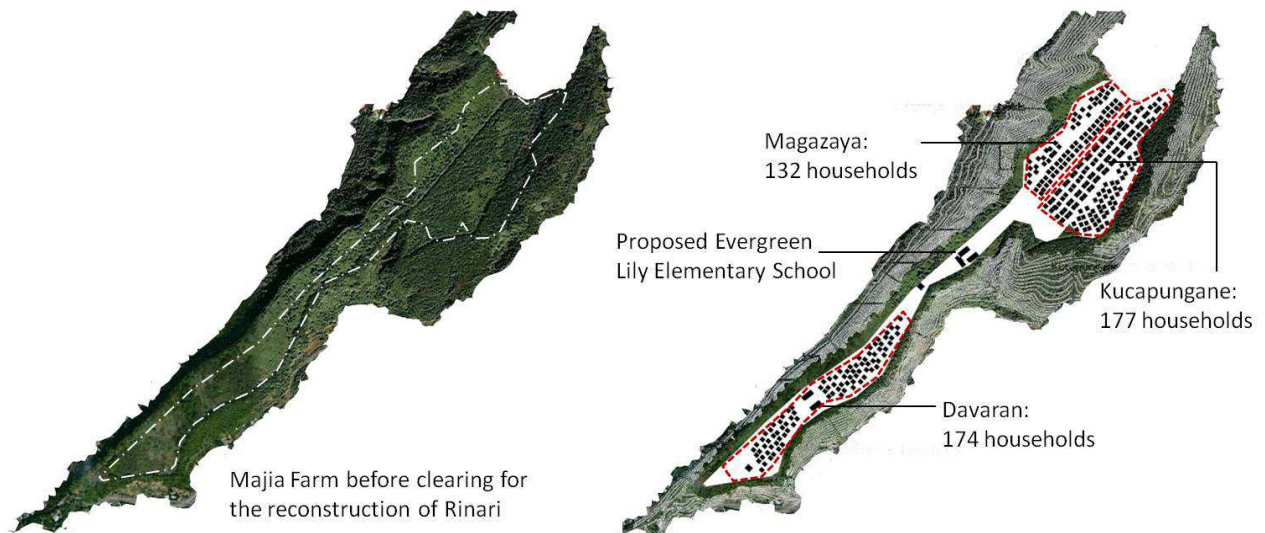 Majia Farm before clearing for
the reconstruction of Rinari
Magazaya:
132 households
Proposed Evergreen
Lily Elementary School
Kucapungane:
177 households
Davaran:
174 households